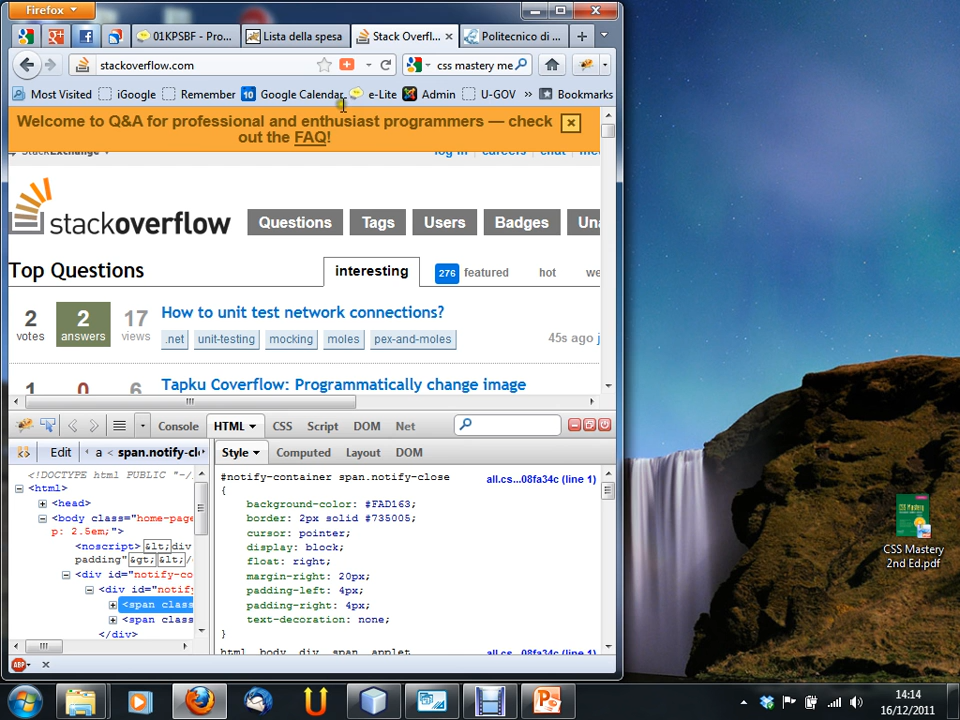 Firefox
01KPSBF - Pro...
Lista della spesa
Stack Overfl...
Politecnico di ...
stackoverflow.com
css mastery me
Most Visited
iGoogle
Remember
10 Google Calendar
e-Lite
Admin
U-GOV
»
Bookmarks
Welcome to Q&A for professional and enthusiast programmers — check
out the FAQ!
stackoverflow
Questions
Tags
Users
Badges
Una
Top Questions
interesting
276 featured
hot
we
2 votes
2 answers
17 views
How to unit test network connections?
.net
unit-testing
mocking
moles
pex-and-moles
45s ago
1
0
6
Tapku Coverflow: Programmatically change image
Console
HTML
CSS
Script
DOM
Net
Edit
a < span.notify-clo
Style
Computed
Layout
DOM
<!DOCTYPE html PUBLIC "-/
<html>
<head>
<body class="home-page
p: 2.5em;">
<noscript> &lt;div
padding"&gt;&lt;/
<div id="notify-co
<div id="notif
<span class
<span class
</div>
#notify-container span.notify-close
all.cs...08fa34c (line 1)
{
background-color: #FAD163;
border: 2px solid #735005;
cursor: pointer;
display: block;
float: right;
margin-right: 20px;
padding-left: 4px;
padding-right: 4px;
text-decoration: none;
}
html, body, div, span, applet,
all.cs...08fa34c (line 1)
ABP
CSS Mastery
2nd Ed.pdf
14:14
16/12/2011